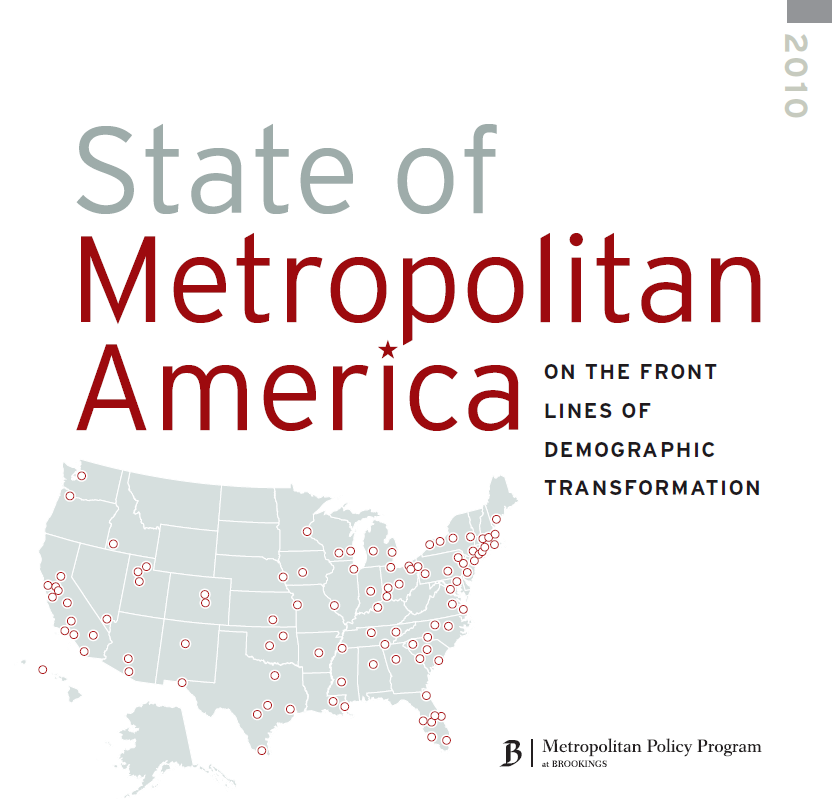 2010
State of
Metropolitan
America
ON THE FRONT
LINES OF
DEMOGRAPHIC
TRANSFORMATION
B
Metropolitan Policy Program
at BROOKINGS